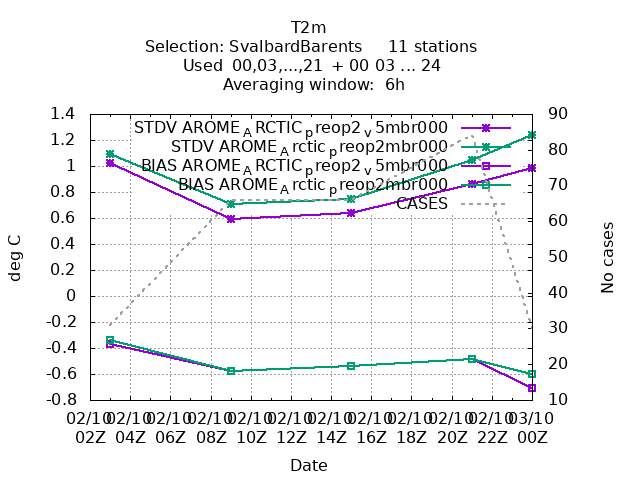 T2m
Selection: SvalbardBarents 11 stations
Used 00,03,...,21 + 00 03 ... 24
Averaging window: 6h
1.4
1.2
1
0.8
0.6
0.4
0.2
0
-0.2
-0.4
-0.6
-0.8
90
80
70
60
50
40
30
20
10
STDV AROME_ARCTIC_preop2_v5mbr000
STDV AROME_Arctic_preop2mbr000
BIAS AROME_ARCTIC_preop2_v5mbr000
BIAS AROME_Arctic_preop2mbr000
CASES
deg C
No cases
02/10 02/10 02/10 02/10 02/10 02/10 02/10 02/10 02/10 02/10 02/10 03/10
02Z 04Z 06Z 08Z 10Z 12Z 14Z 16Z 18Z 20Z 22Z 00Z
Date